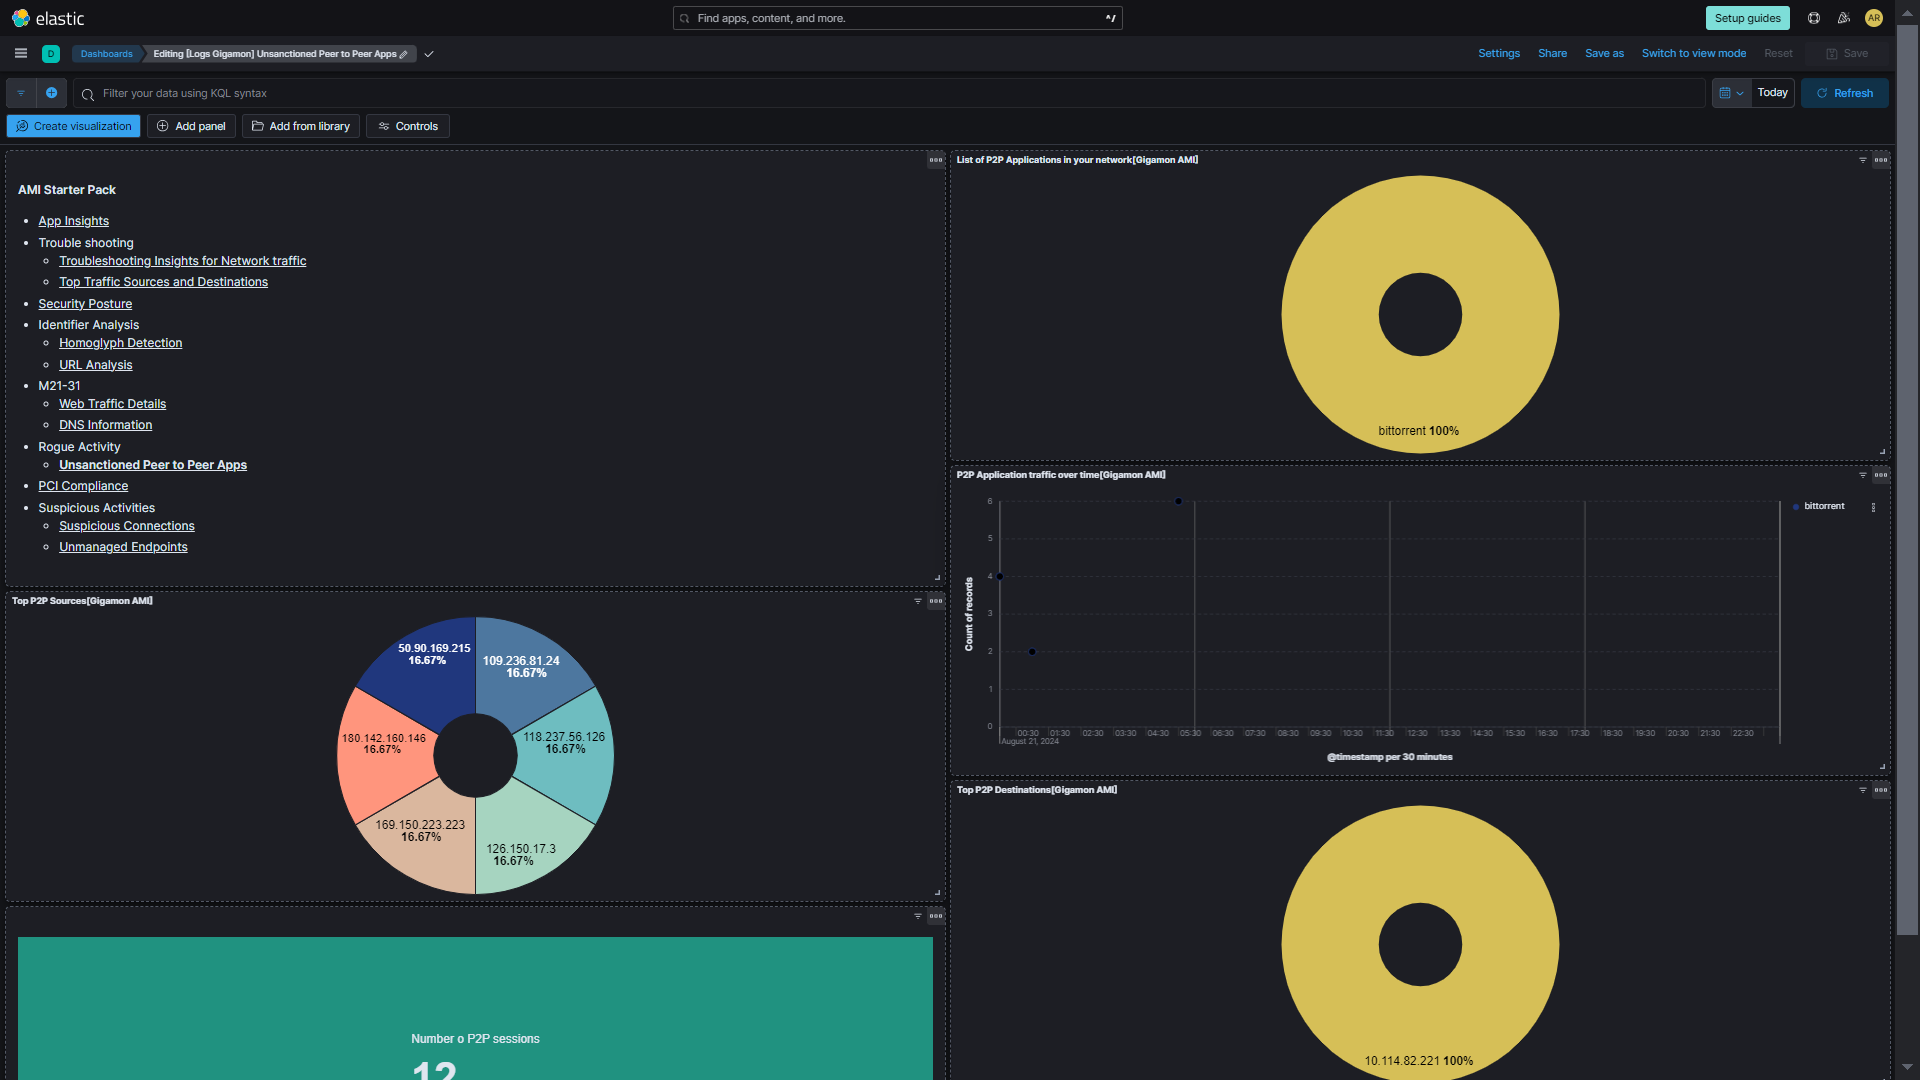 elastic
Find apps, content, and more.
^/
Setup guides
AR
D
Dashboards
Editing [Logs Gigamon] Unsanctioned Peer to Peer Apps
Settings
Share
Save as
Switch to view mode
Reset
Save
Filter your data using KQL syntax
Today
Refresh
Create visualization
Add panel
Add from library
Controls
AMI Starter Pack
App Insights
Trouble shooting
Troubleshooting Insights for Network traffic
Top Traffic Sources and Destinations
Security Posture
Identifier Analysis
Homoglyph Detection
URL Analysis
M21-31
Web Traffic Details
DNS Information
Rogue Activity
Unsanctioned Peer to Peer Apps
PCI Compliance
Suspicious Activities
Suspicious Connections
Unmanaged Endpoints
List of P2P Applications in your network[Gigamon AMI]
bittorrent 100%
P2P Application traffic over time[Gigamon AMI]
6
5
4
3
2
1
0
Count of records
00:30 01:30 02:30 03:30 04:30 05:30 06:30 07:30 08:30 09:30 10:30 11:30 12:30 13:30 14:30 15:30 16:30 17:30 18:30 19:30 20:30 21:30 22:30
August 21, 2024
@timestamp per 30 minutes
bittorrent
Top P2P Sources[Gigamon AMI]
50.90.169.215
16.67%
109.236.81.24
16.67%
180.142.160.146
16.67%
118.237.56.126
16.67%
169.150.223.223
16.67%
126.150.17.3
16.67%
Top P2P Destinations[Gigamon AMI]
10.114.82.221 100%
Number o P2P sessions
12